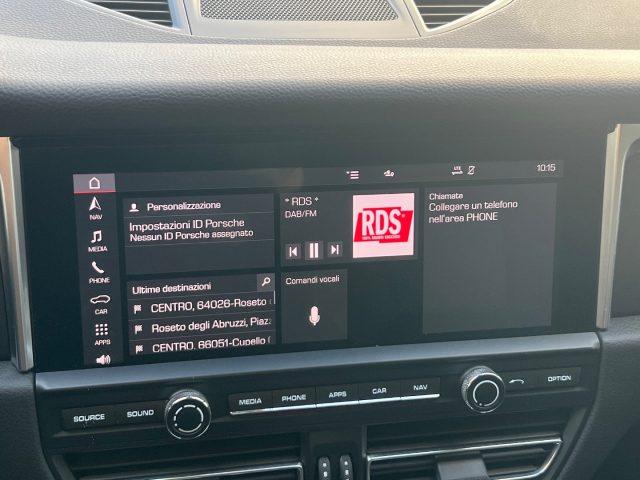 LTE
10:15
NAV
MEDIA
PHONE
CAR
APPS
Personalizzazione
Impostazioni ID Porsche
Nessun ID Porsche assegnato
Ultime destinazioni
CENTRO, 64026-Roseto
Roseto degli Abruzzi, Piaz
CENTRO, 66051-Cupello
* RDS *
DAB/FM
RDS
Comandi vocali
Chiamate
Collegare un telefono
nell'area PHONE
SOURCE SOUND MEDIA PHONE APPS CAR NAV OPTION